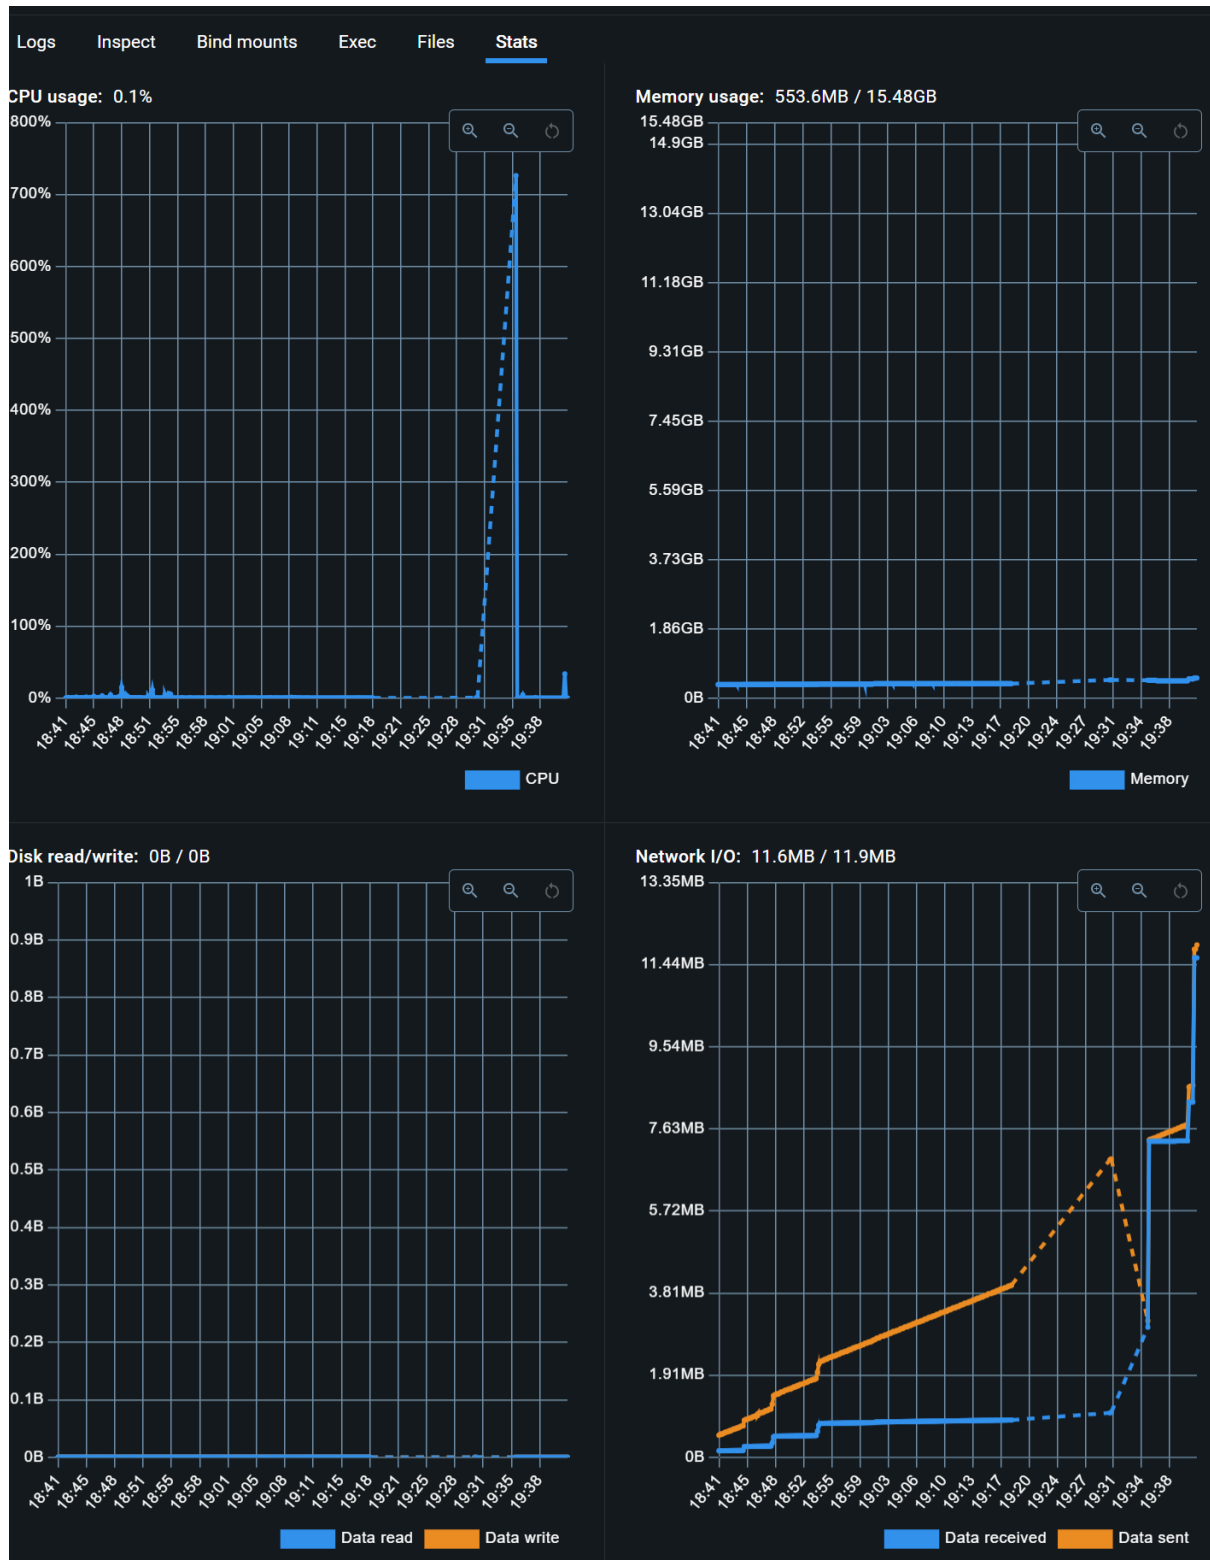 Logs Inspect Bind mounts Exec Files Stats
CPU usage: 0.1%
800%
700%
600%
500%
400%
300%
200%
100%
0%
18:41 18:45 18:48 18:51 18:55 18:58 19:01 19:05 19:08 19:11 19:15 19:18 19:21 19:25 19:28 19:31 19:35 19:38
CPU
Memory usage: 553.6MB / 15.48GB
15.48GB
14.9GB
13.04GB
11.18GB
9.31GB
7.45GB
5.59GB
3.73GB
1.86GB
0B
18:41 18:45 18:48 18:52 18:55 18:59 19:03 19:06 19:10 19:13 19:17 19:20 19:24 19:27 19:31 19:34 19:38
Memory
Disk read/write: 0B / 0B
1B
0.9B
0.8B
0.7B
0.6B
0.5B
0.4B
0.3B
0.2B
0.1B
0B
18:41 18:45 18:48 18:51 18:55 18:58 19:01 19:05 19:08 19:11 19:15 19:18 19:21 19:25 19:28 19:31 19:35 19:38
Data read Data write
Network I/O: 11.6MB / 11.9MB
13.35MB
11.44MB
9.54MB
7.63MB
5.72MB
3.81MB
1.91MB
0B
18:41 18:45 18:48 18:52 18:55 18:59 19:03 19:06 19:10 19:13 19:17 19:20 19:24 19:27 19:31 19:34 19:38
Data received Data sent